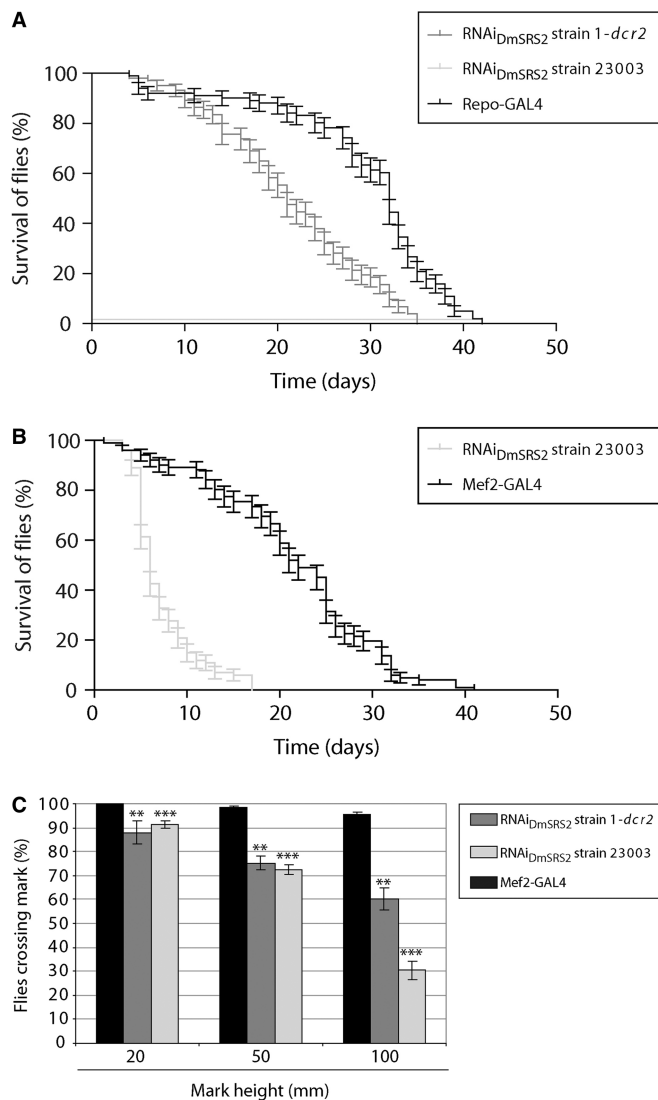 A
RNAi DmSRS2 strain 1-dcr2
RNAi DmSRS2 strain 23003
Repo-GAL4
Survival of flies (%)
100
80
60
40
20
0
0 10 20 30 40 50
Time (days)
B
RNAi DmSRS2 strain 23003
Mef2-GAL4
Survival of flies (%)
100
80
60
40
20
0
0 10 20 30 40 50
Time (days)
C
RNAi DmSRS2 strain 1-dcr2
RNAi DmSRS2 strain 23003
Mef2-GAL4
Flies crossing mark (%)
100
90
80
70
60
50
40
30
20
10
0
** ***
** ***
** ***
20 50 100
Mark height (mm)